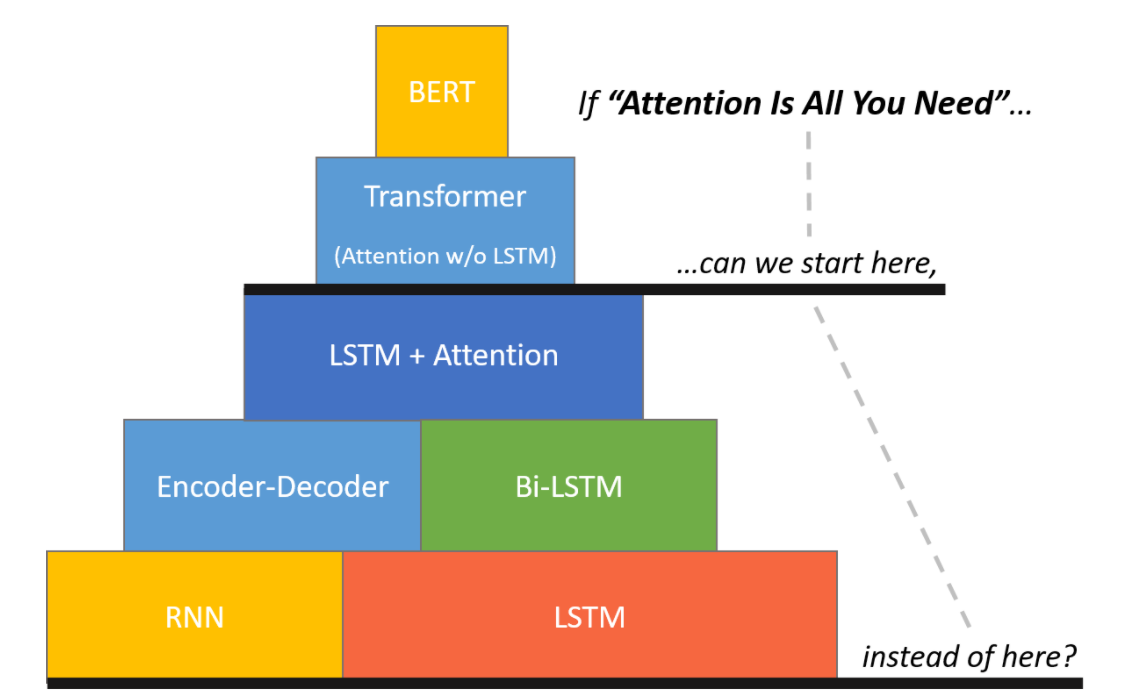 BERT
If “Attention Is All You Need”…
Transformer
(Attention w/o LSTM)
…can we start here,
LSTM + Attention
Encoder-Decoder
Bi-LSTM
RNN
LSTM
instead of here?